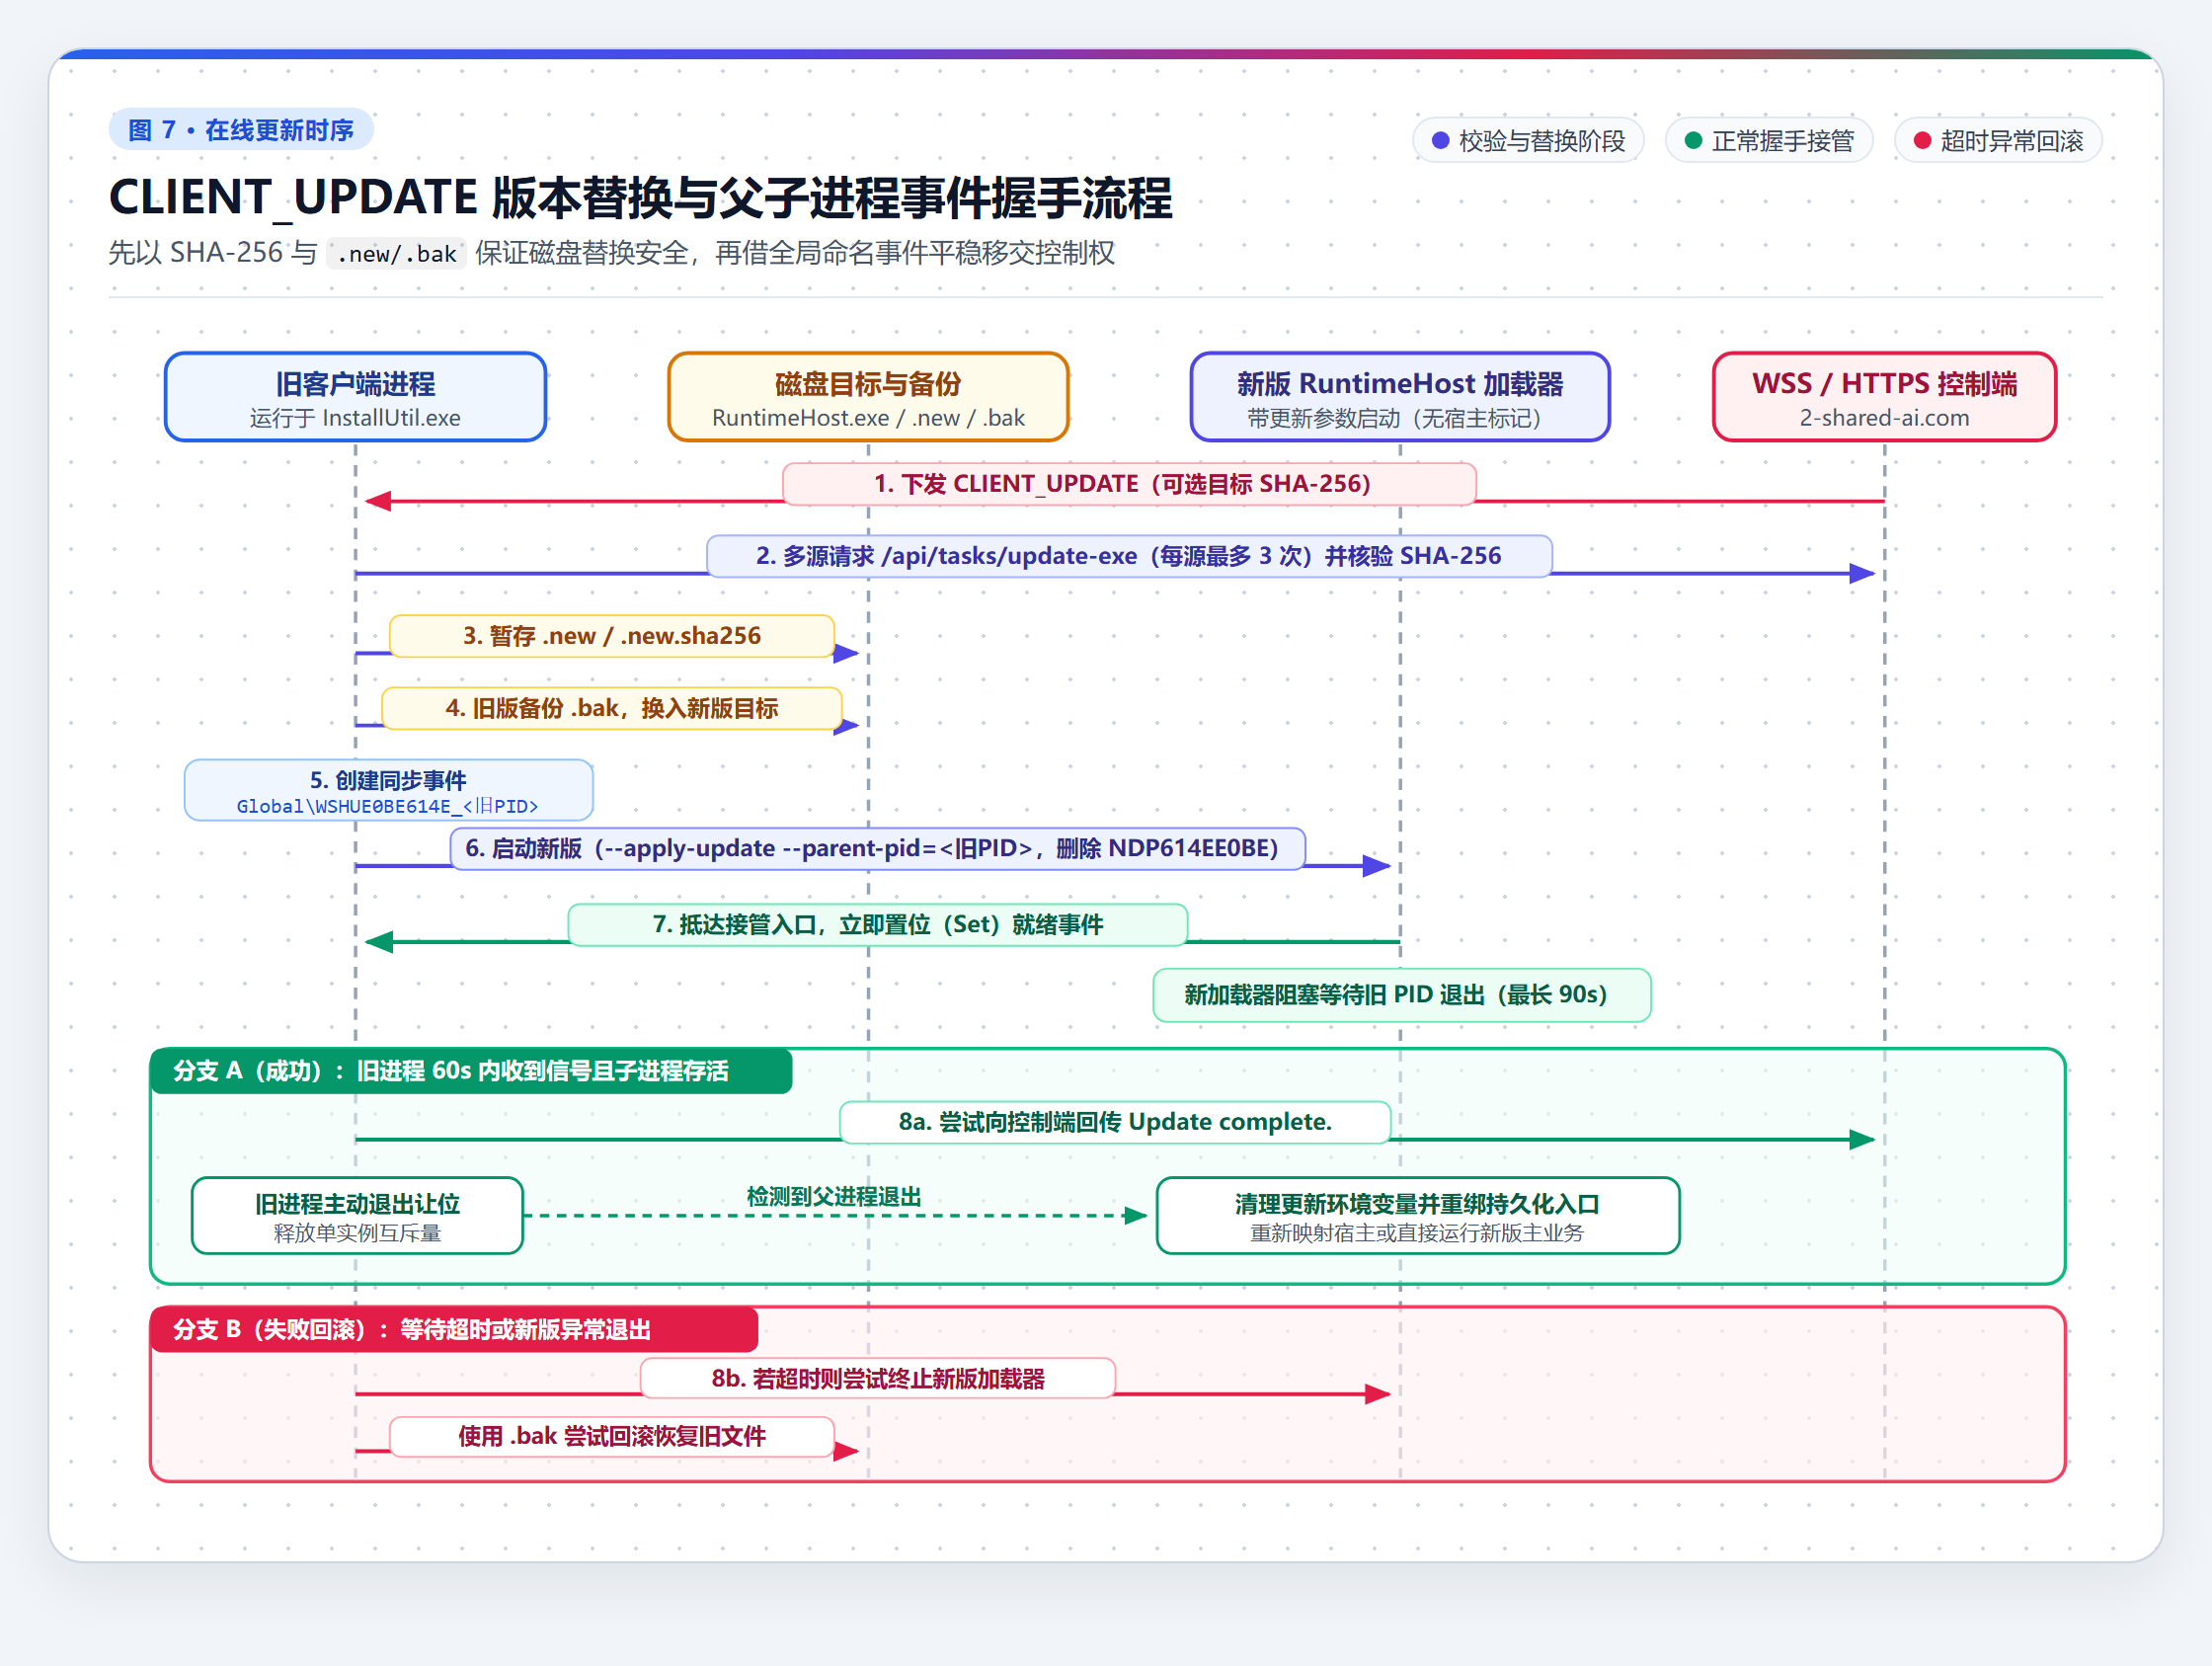 图 7 • 在线更新时序
校验与替换阶段
正常握手接管
超时异常回滚
CLIENT_UPDATE 版本替换与父子进程事件握手流程
先以 SHA-256 与 .new/.bak 保证磁盘替换安全，再借全局命名事件平稳移交控制权
旧客户端进程
运行于 InstallUtil.exe
磁盘目标与备份
RuntimeHost.exe / .new / .bak
新版 RuntimeHost 加载器
带更新参数启动（无宿主标记）
WSS / HTTPS 控制端
2-shared-ai.com
1. 下发 CLIENT_UPDATE（可选目标 SHA-256）
2. 多源请求 /api/tasks/update-exe（每源最多 3 次）并核验 SHA-256
3. 暂存 .new / .new.sha256
4. 旧版备份 .bak，换入新版目标
5. 创建同步事件
Global\WSHUE0BE614E_<旧PID>
6. 启动新版（--apply-update --parent-pid=<旧PID>，删除 NDP614EE0BE）
7. 抵达接管入口，立即置位（Set）就绪事件
新加载器阻塞等待旧 PID 退出（最长 90s）
分支 A（成功）：旧进程 60s 内收到信号且子进程存活
8a. 尝试向控制端回传 Update complete.
旧进程主动退出让位
释放单实例互斥量
检测到父进程退出
清理更新环境变量并重绑持久化入口
重新映射宿主或直接运行新版主业务
分支 B（失败回滚）：等待超时或新版异常退出
8b. 若超时则尝试终止新版加载器
使用 .bak 尝试回滚恢复旧文件